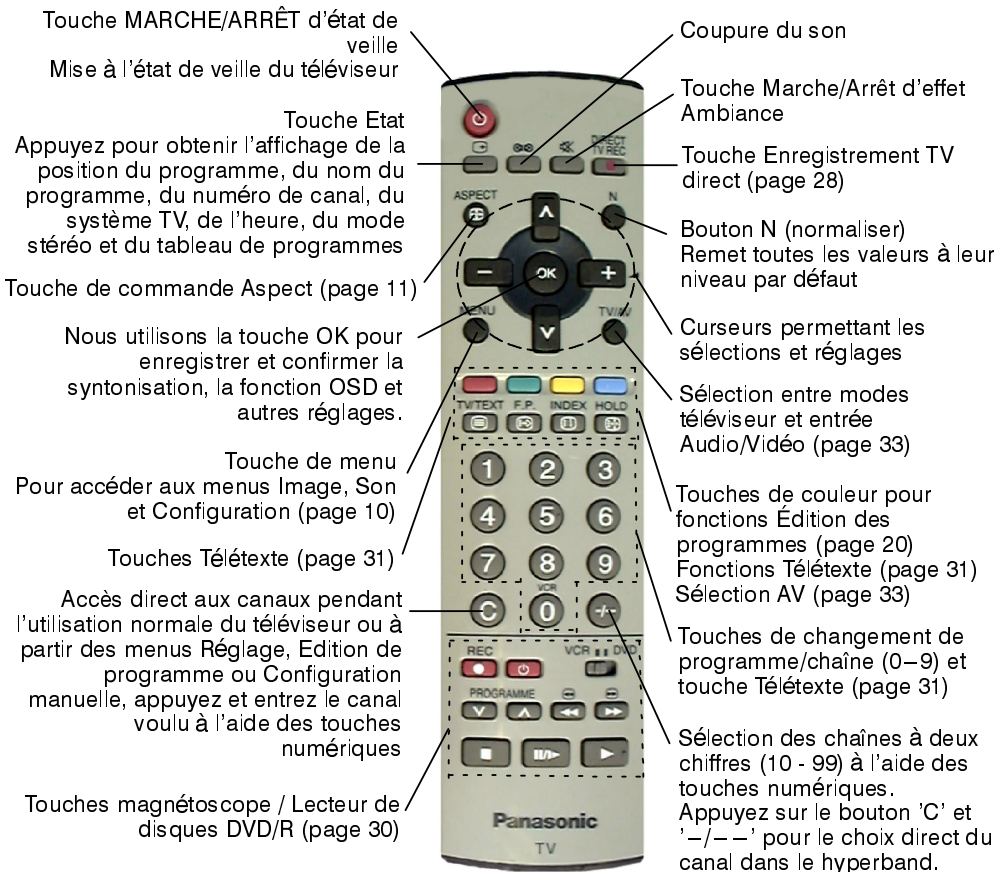 Touche MARCHE/ARRÊT d'état de
veille
Mise à l'état de veille du téléviseur
Touche Etat
Appuyez pour obtenir l'affichage de la
position du programme, du nom du
programme, du numéro de canal, du
système TV, de l'heure, du mode
stéréo et du tableau de programmes
Touche de commande Aspect (page 11)
Nous utilisons la touche OK pour
enregistrer et confirmer la
syntonisation, la fonction OSD et
autres réglages.
Touche de menu
Pour accéder aux menus Image, Son
et Configuration (page 10)
Touches Télétexte (page 31)
Accès direct aux canaux pendant
l'utilisation normale du téléviseur ou à
partir des menus Réglage, Edition de
programme ou Configuration
manuelle, appuyez et entrez le canal
voulu à l'aide des touches
numériques
Touches magnétoscope / Lecteur de
disques DVD/R (page 30)
DIRECT
TV REC
ASPECT N
OK
MENU TV/AV
TV/TEXT F.P. INDEX HOLD
1 2 3
4 5 6
7 8 9
VCR
C 0 -/--
REC VCR DVD
PROGRAMME
Panasonic
TV
Coupure du son
Touche Marche/Arrêt d'effet
Ambiance
Touche Enregistrement TV
direct (page 28)
Bouton N (normaliser)
Remet toutes les valeurs à leur
niveau par défaut
Curseurs permettant les
sélections et réglages
Sélection entre modes
téléviseur et entrée
Audio/Vidéo (page 33)
Touches de couleur pour
fonctions Édition des
programmes (page 20)
Fonctions Télétexte (page 31)
Sélection AV (page 33)
Touches de changement de
programme/chaîne (0–9) et
touche Télétexte (page 31)
Sélection des chaînes à deux
chiffres (10 - 99) à l'aide des
touches numériques.
Appuyez sur le bouton 'C' et
'–/– –' pour le choix direct du
canal dans le hyperband.